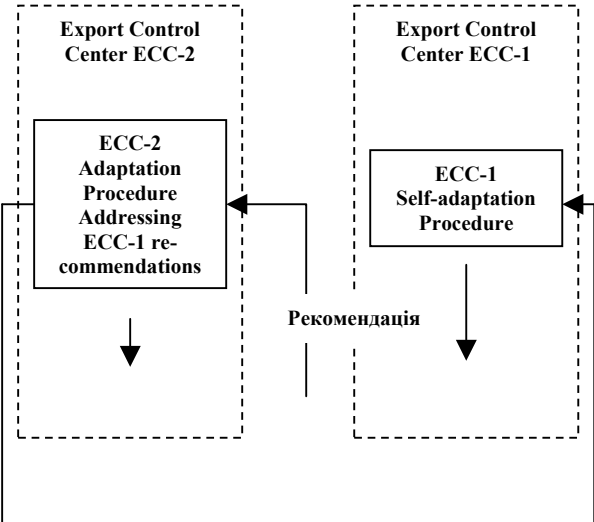 Export Control
Center ECC-2
ECC-2
Adaptation
Procedure
Addressing
ECC-1 re-
commendations
Рекомендація
Export Control
Center ECC-1
ECC-1
Self-adaptation
Procedure